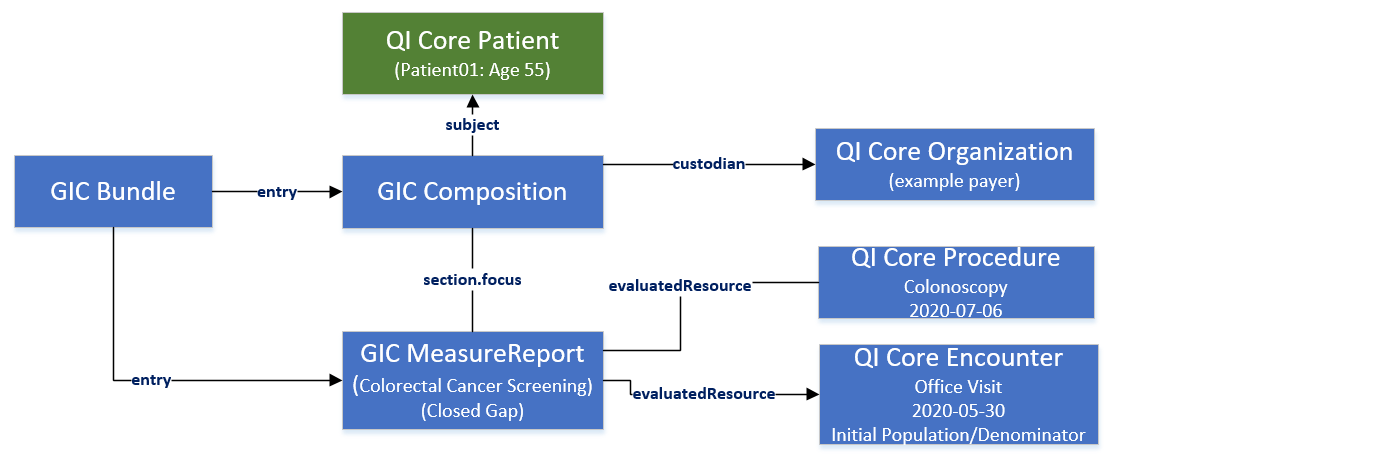 QI Core Patient
(Patient01: Age 55)
subject
QI Core Organization
(example payer)
custodian
GIC Bundle
entry
GIC Composition
QI Core Procedure
Colonoscopy
2020-07-06
section.focus
evaluatedResource
GIC MeasureReport
(Colorectal Cancer Screening)
(Closed Gap)
entry
evaluatedResource
QI Core Encounter
Office Visit
2020-05-30
Initial Population/Denominator